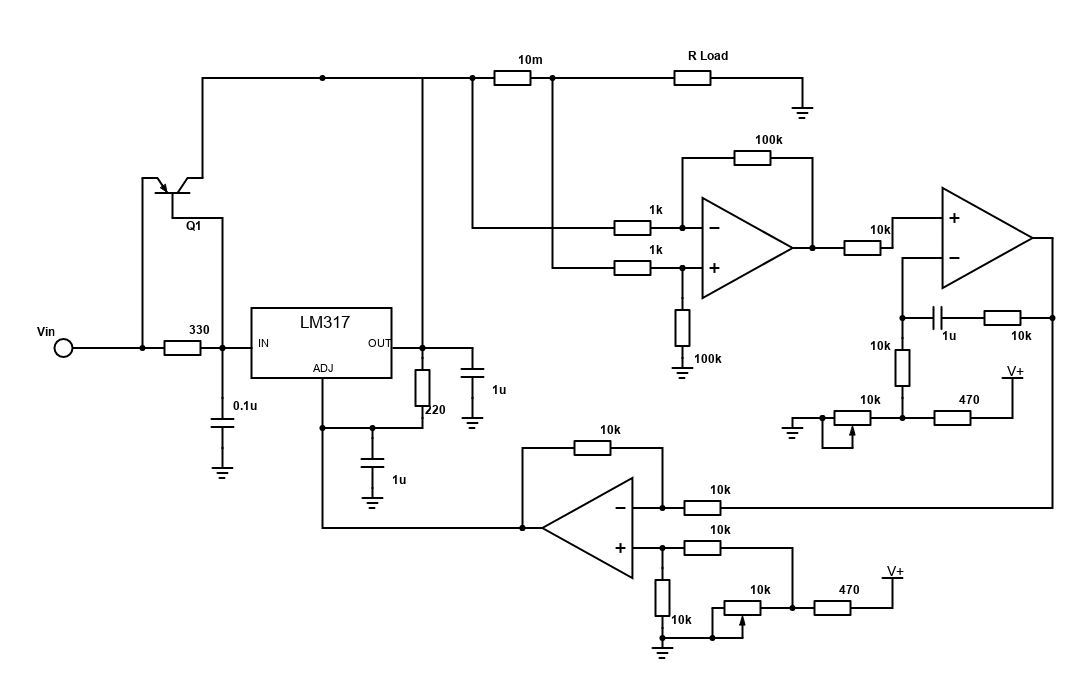 10m
R Load
100k
Q1
1k
1k
10k
+
−
−
+
100k
Vin
330
LM317
IN
OUT
ADJ
0.1u
220
1u
1u
1u
10k
10k
10k
470
V+
10k
10k
−
+
10k
10k
10k
470
V+